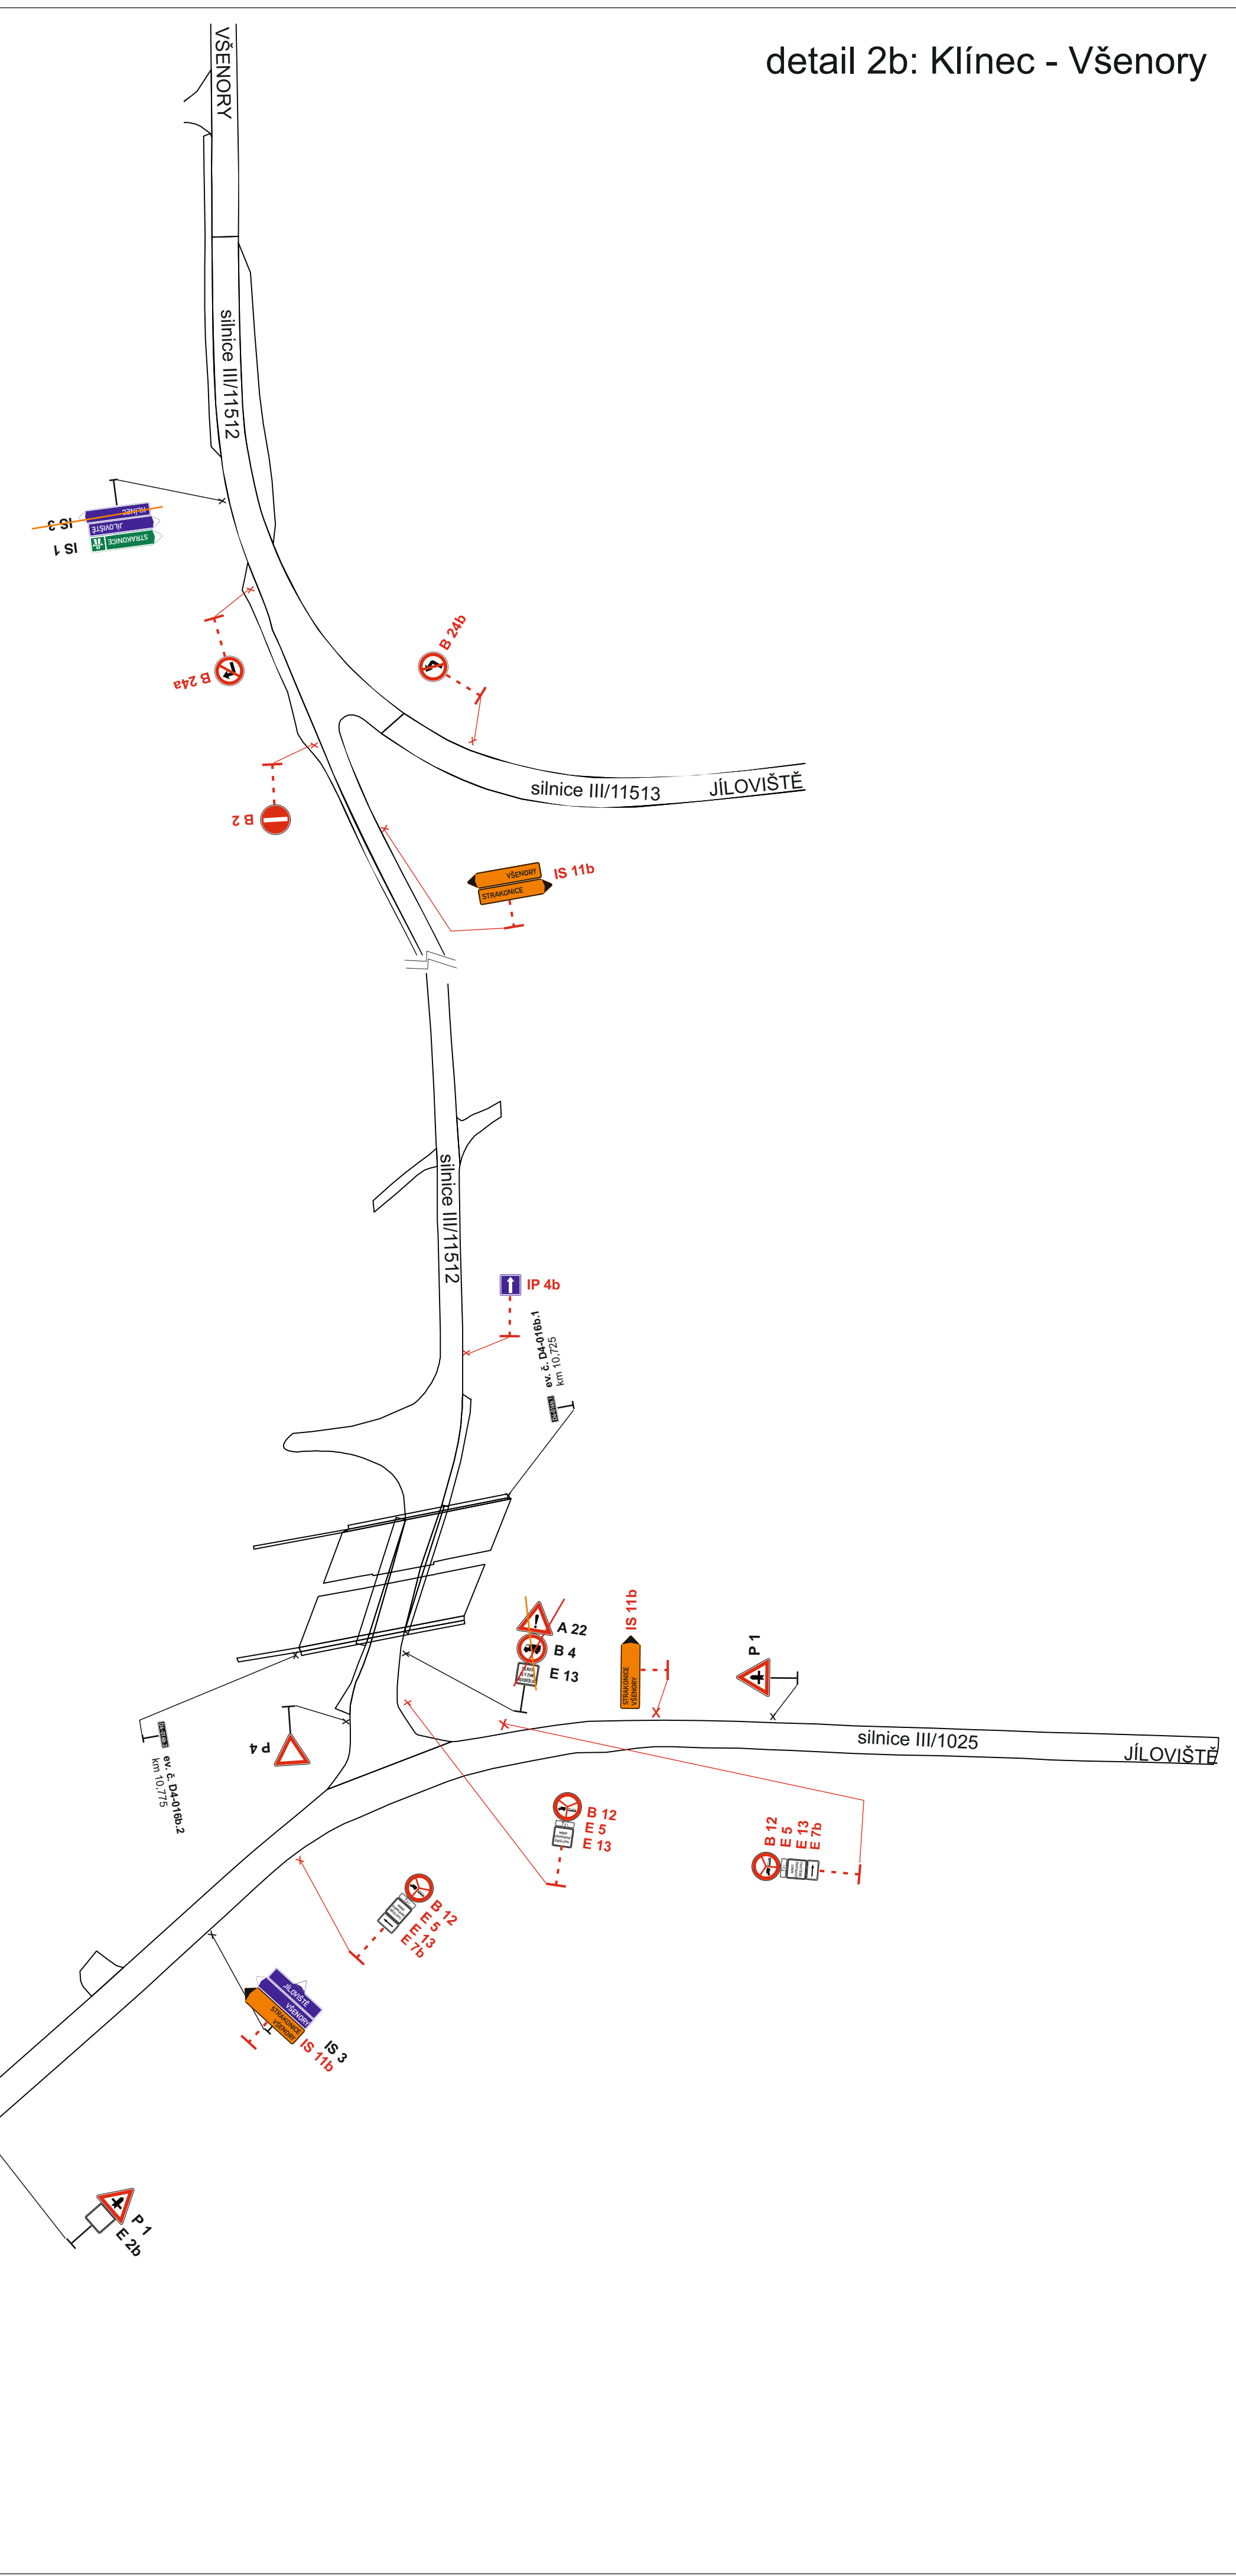 detail 2b: Klínec - Všenory
VŠENORY
silnice III/11512
KLÍNEC
IS 3
JÍLOVIŠTĚ
STRAKONICE
IS 1
B 24a
B 24b
B 2
silnice III/11513
JÍLOVIŠTĚ
VŠENORY
STRAKONICE
IS 11b
silnice III/11512
IP 4b
ev. č. D4-016b.1
km 10,725
A 22
B 4
E 13
IS 11b
STRAKONICE
VŠENORY
P 1
silnice III/1025
JÍLOVIŠTĚ
P 4
ev. č. D4-016b.2
km 10,775
B 12
E 5
E 13
B 12
E 5
E 13
E 7b
B 12
E 5
E 13
E 7b
JÍLOVIŠTĚ
VŠENORY
STRAKONICE
VŠENORY
IS 3
IS 11b
P 1
E 2b